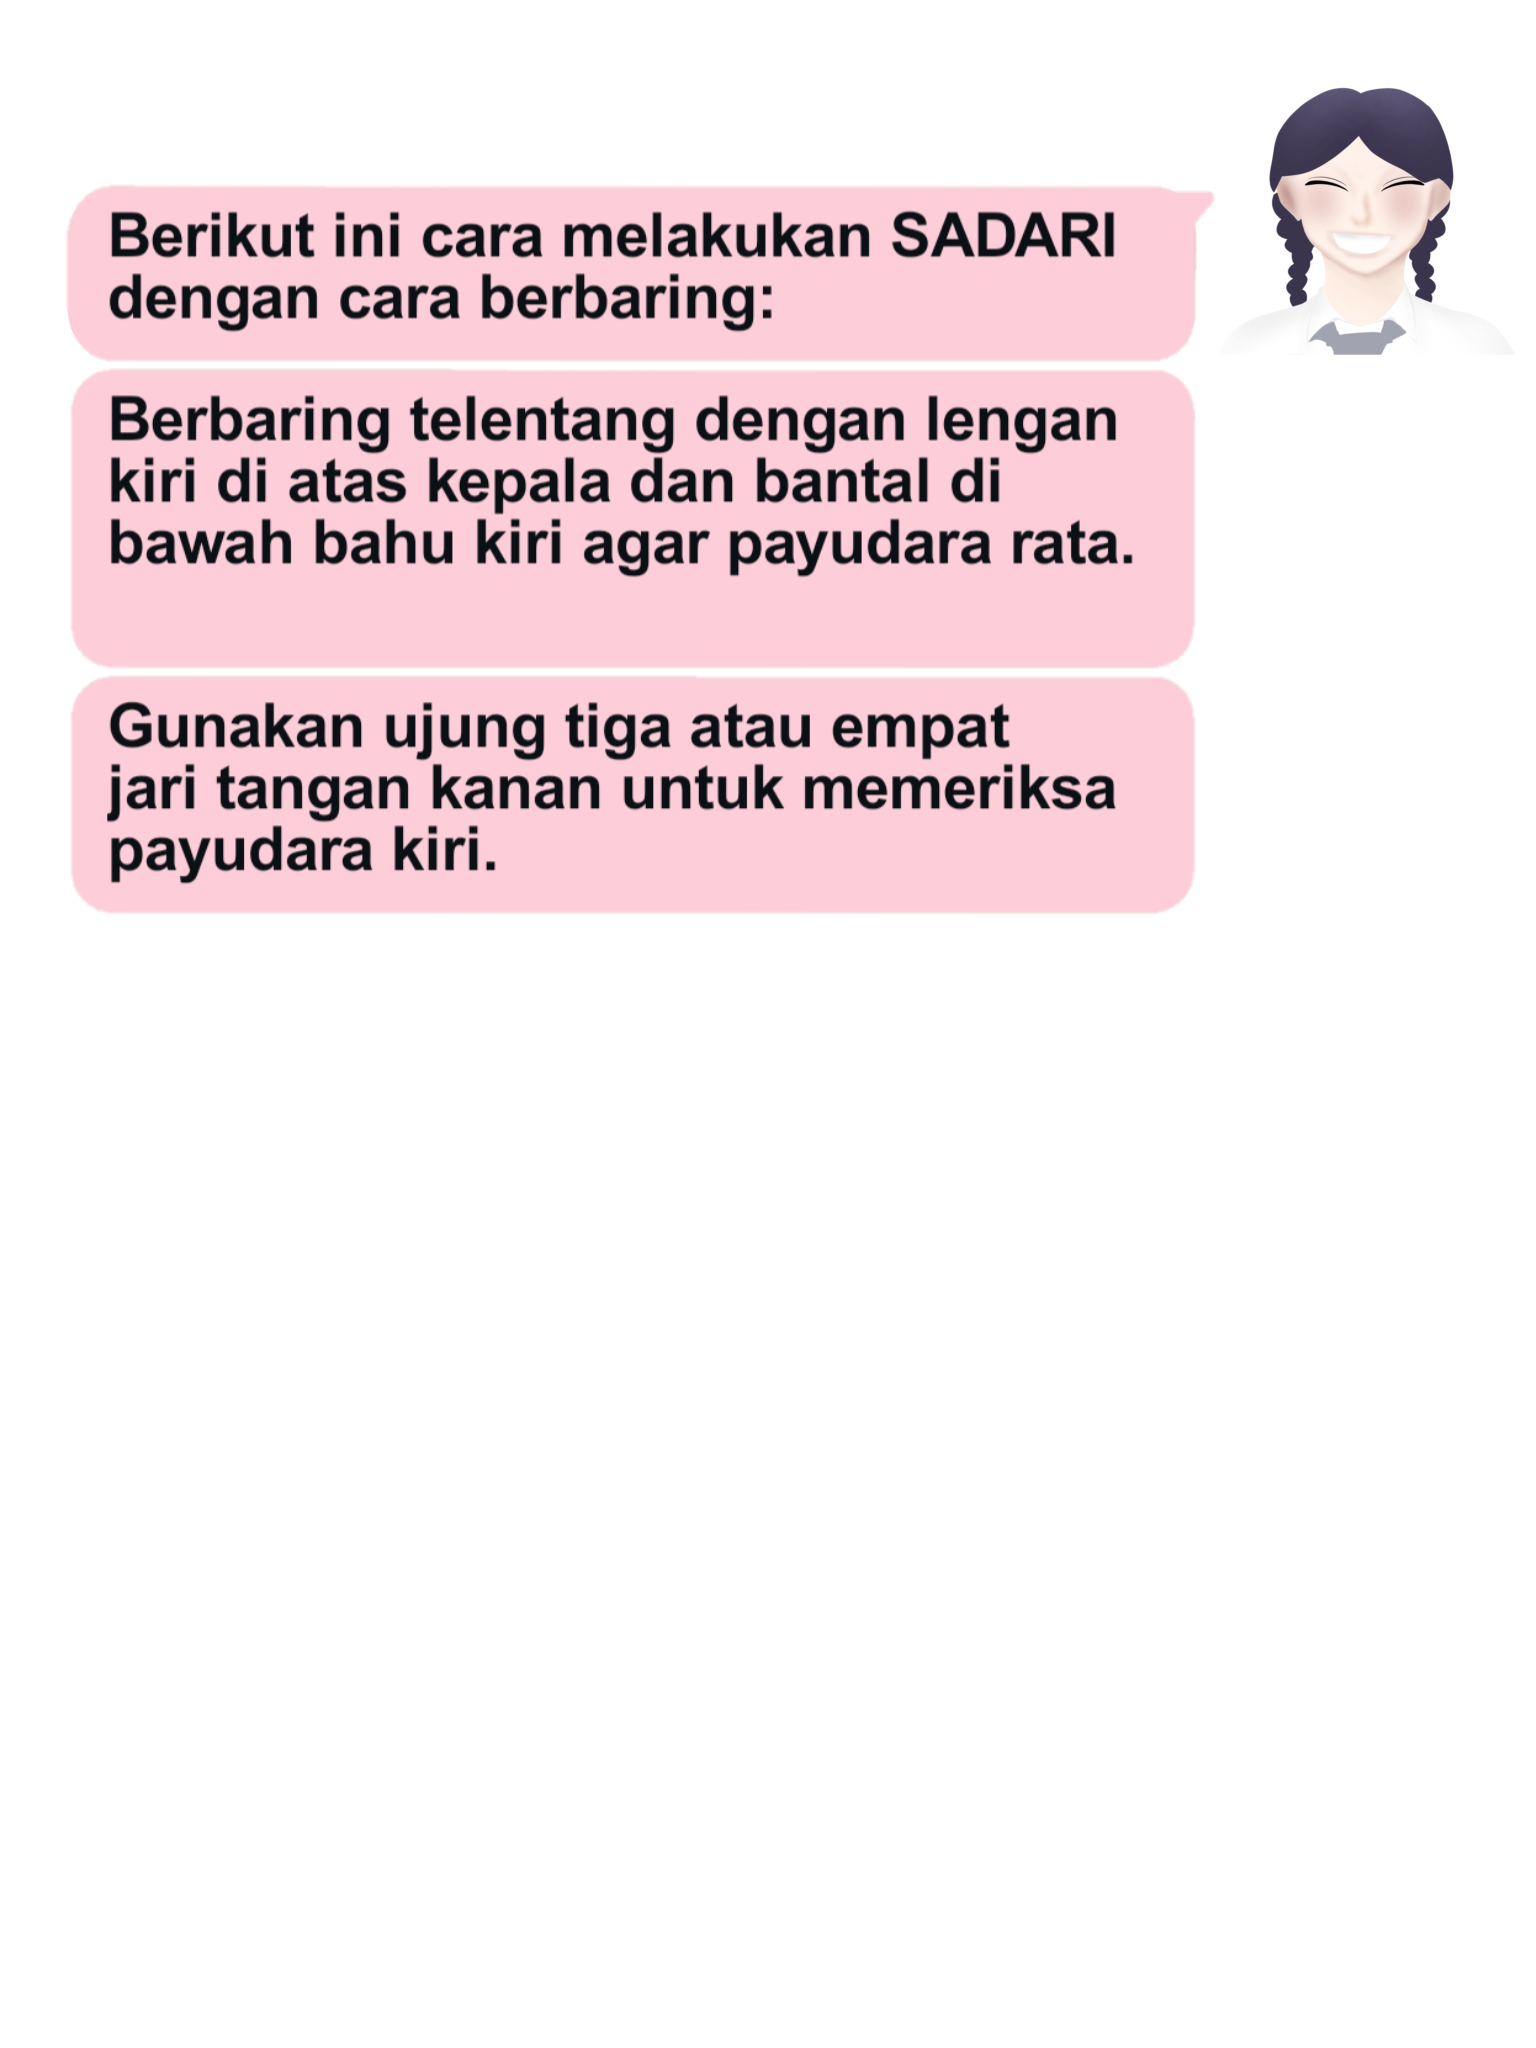 Berikut ini cara melakukan SADARI
dengan cara berbaring:
Berbaring telentang dengan lengan
kiri di atas kepala dan bantal di
bawah bahu kiri agar payudara rata.
Gunakan ujung tiga atau empat
jari tangan kanan untuk memeriksa
payudara kiri.